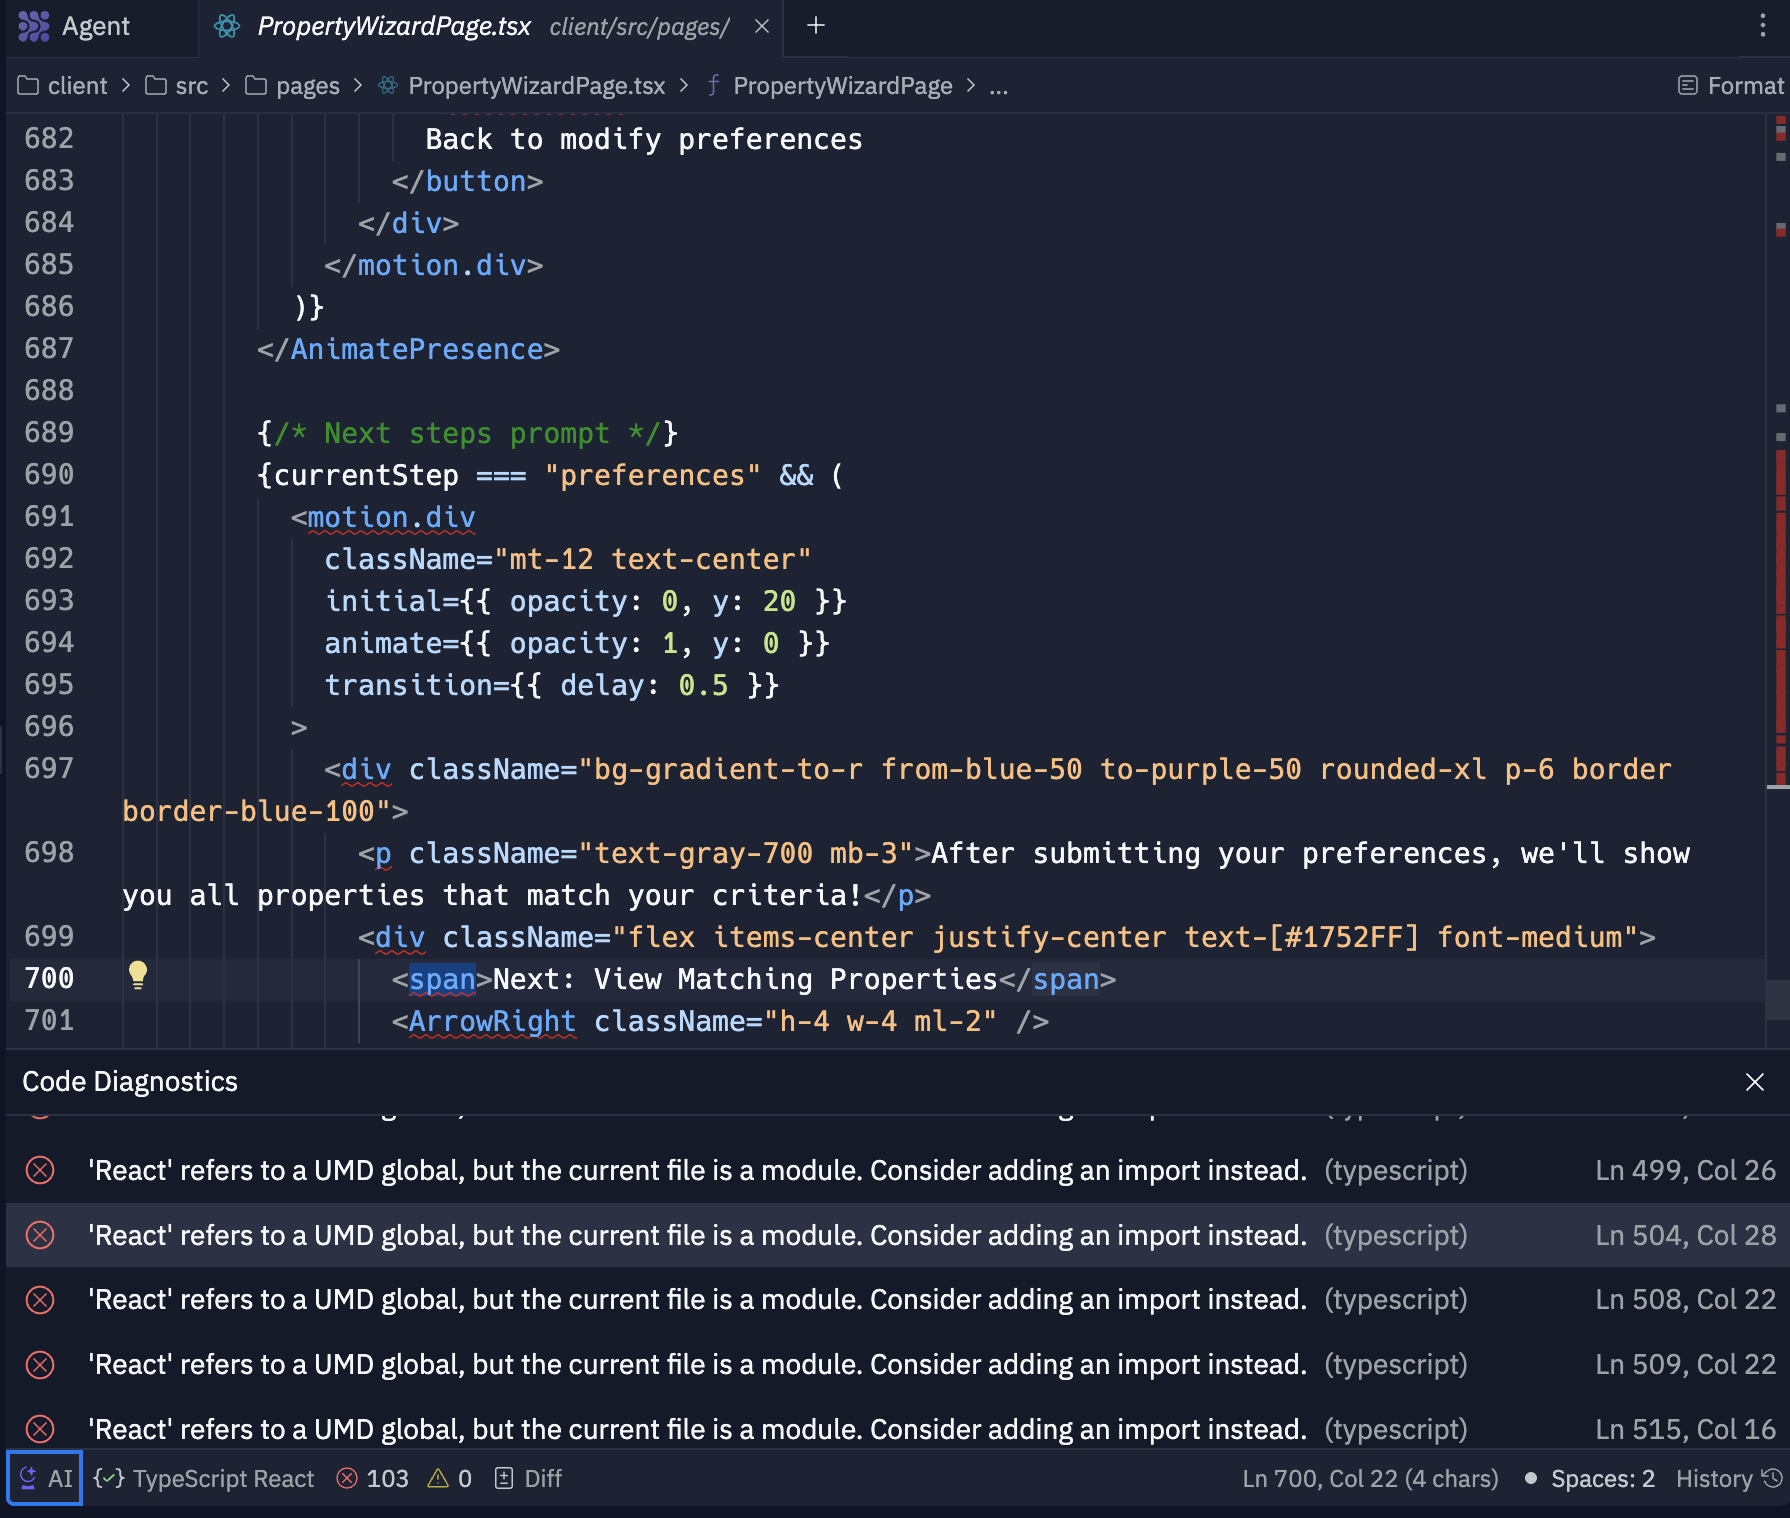 Agent
PropertyWizardPage.tsx client/src/pages/
client > src > pages > PropertyWizardPage.tsx > PropertyWizardPage > ...
Format
682 Back to modify preferences
683 </button>
684 </div>
685 </motion.div>
686 )}
687 </AnimatePresence>
688
689 {/* Next steps prompt */}
690 {currentStep === "preferences" && (
691 <motion.div
692 className="mt-12 text-center"
693 initial={{ opacity: 0, y: 20 }}
694 animate={{ opacity: 1, y: 0 }}
695 transition={{ delay: 0.5 }}
696 >
697 <div className="bg-gradient-to-r from-blue-50 to-purple-50 rounded-xl p-6 border
border-blue-100">
698 <p className="text-gray-700 mb-3">After submitting your preferences, we'll show
you all properties that match your criteria!</p>
699 <div className="flex items-center justify-center text-[#1752FF] font-medium">
700 <span>Next: View Matching Properties</span>
701 <ArrowRight className="h-4 w-4 ml-2" />
Code Diagnostics
'React' refers to a UMD global, but the current file is a module. Consider adding an import instead. (typescript) Ln 499, Col 26
'React' refers to a UMD global, but the current file is a module. Consider adding an import instead. (typescript) Ln 504, Col 28
'React' refers to a UMD global, but the current file is a module. Consider adding an import instead. (typescript) Ln 508, Col 22
'React' refers to a UMD global, but the current file is a module. Consider adding an import instead. (typescript) Ln 509, Col 22
'React' refers to a UMD global, but the current file is a module. Consider adding an import instead. (typescript) Ln 515, Col 16
AI TypeScript React 103 0 Diff Ln 700, Col 22 (4 chars) Spaces: 2 History